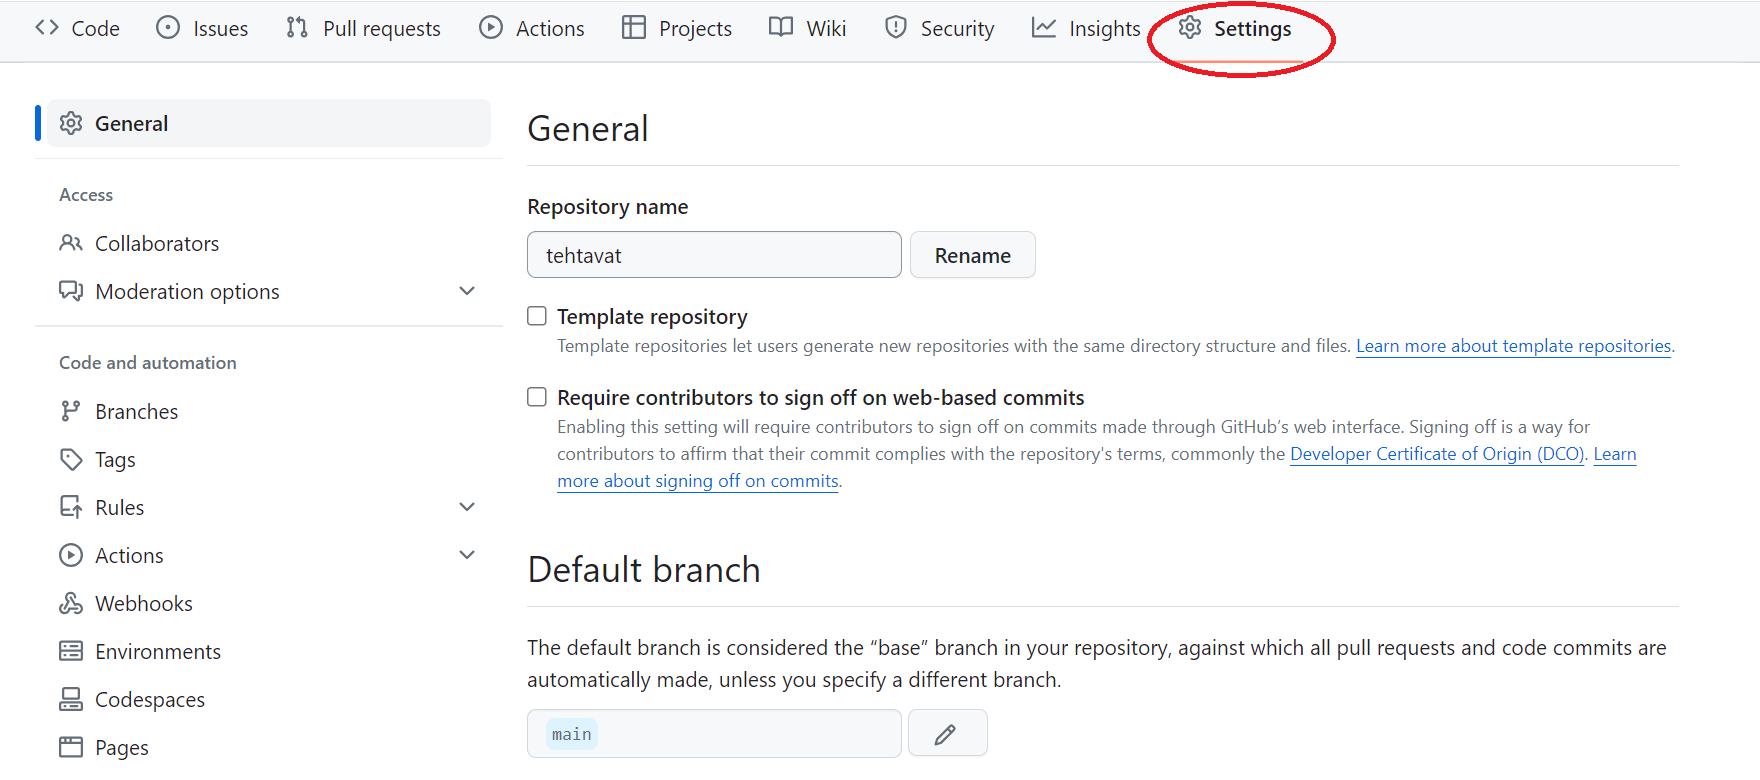 Code Issues Pull requests Actions Projects Wiki Security Insights Settings
General
Access
Collaborators
Moderation options
Code and automation
Branches
Tags
Rules
Actions
Webhooks
Environments
Codespaces
Pages
General
Repository name
tehtavat Rename
Template repository
Template repositories let users generate new repositories with the same directory structure and files. Learn more about template repositories.
Require contributors to sign off on web-based commits
Enabling this setting will require contributors to sign off on commits made through GitHub’s web interface. Signing off is a way for
contributors to affirm that their commit complies with the repository's terms, commonly the Developer Certificate of Origin (DCO). Learn
more about signing off on commits.
Default branch
The default branch is considered the “base” branch in your repository, against which all pull requests and code commits are
automatically made, unless you specify a different branch.
main